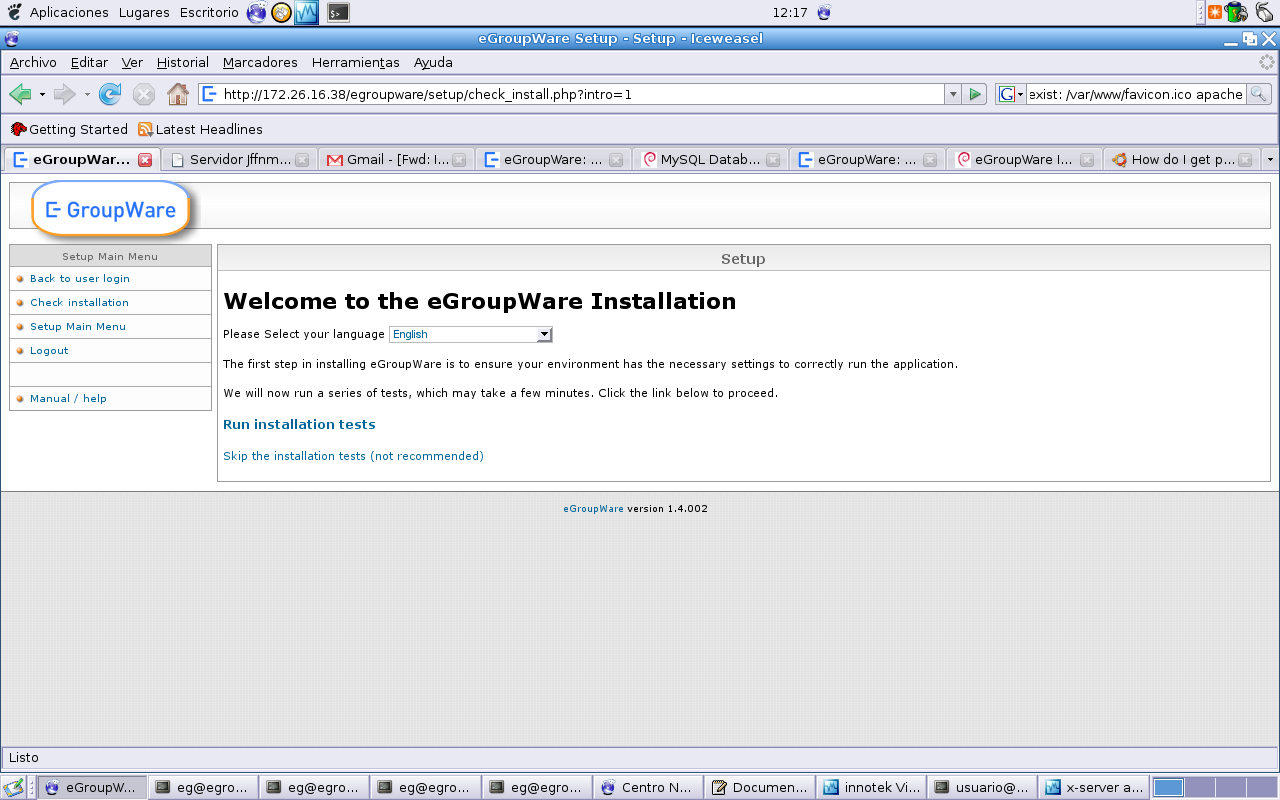 Aplicaciones Lugares Escritorio 12:17
eGroupWare Setup - Setup - Iceweasel
Archivo Editar Ver Historial Marcadores Herramientas Ayuda
http://172.26.16.38/egroupware/setup/check_install.php?intro=1 exist: /var/www/favicon.ico apache
Getting Started Latest Headlines
eGroupWar... Servidor Jffnm... Gmail - [Fwd: I... eGroupWare: ... MySQL Datab... eGroupWare: ... eGroupWare I... How do I get p...
GroupWare
Setup Main Menu
Back to user login
Check installation
Setup Main Menu
Logout
Manual / help
Setup
Welcome to the eGroupWare Installation
Please Select your language English
The first step in installing eGroupWare is to ensure your environment has the necessary settings to correctly run the application.
We will now run a series of tests, which may take a few minutes. Click the link below to proceed.
Run installation tests
Skip the installation tests (not recommended)
eGroupWare version 1.4.002
Listo
eGroupW... eg@egro... eg@egro... eg@egro... eg@egro... Centro N... Documen... innotek Vi... usuario@... x-server a...